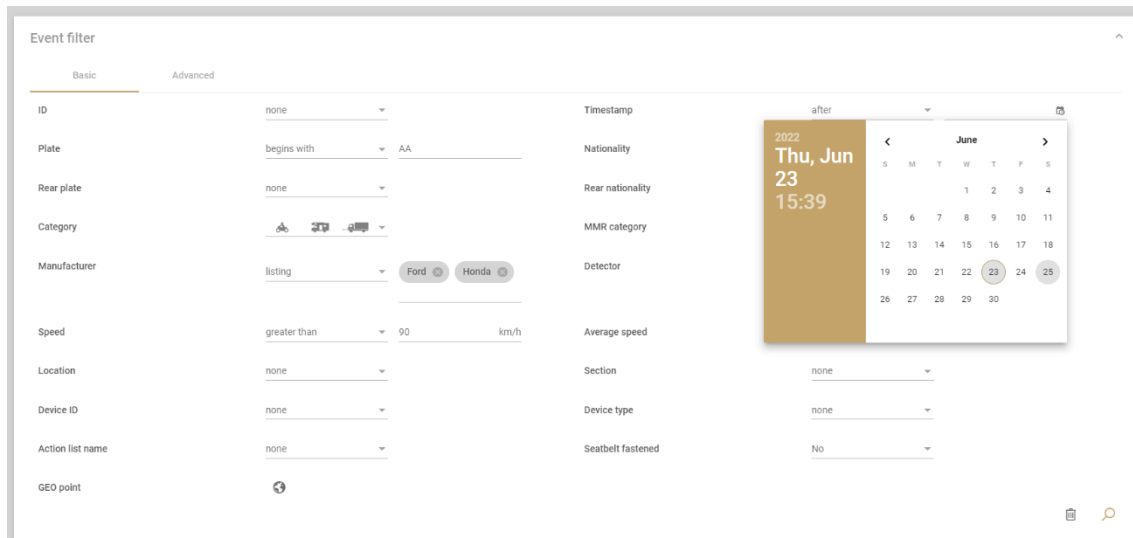 Event filter
Basic Advanced
ID none Timestamp after
Plate begins with AA Nationality
Rear plate none Rear nationality
Category MMR category
Manufacturer listing Ford Honda Detector
Speed greater than 90 km/h Average speed
Location none Section none
Device ID none Device type none
Action list name none Seatbelt fastened No
GEO point
2022
Thu, Jun
23
15:39
June
S M T W T F S
1 2 3 4
5 6 7 8 9 10 11
12 13 14 15 16 17 18
19 20 21 22 23 24 25
26 27 28 29 30